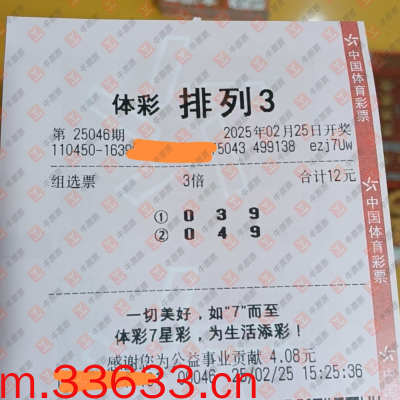 体彩 排列3
第 25046期 2025年02月25日开奖
110450-163 5043 499138 ezj7Uw
组选票 3倍 合计12元
① 0 3 9
② 0 4 9
一切美好，如"7"而至
体彩7星彩，为生活添彩！
感谢您为公益事业贡献 4.08元
00046 25/02/25 15:25:36
m.33633.cn
中国体育彩票
中国体育彩票